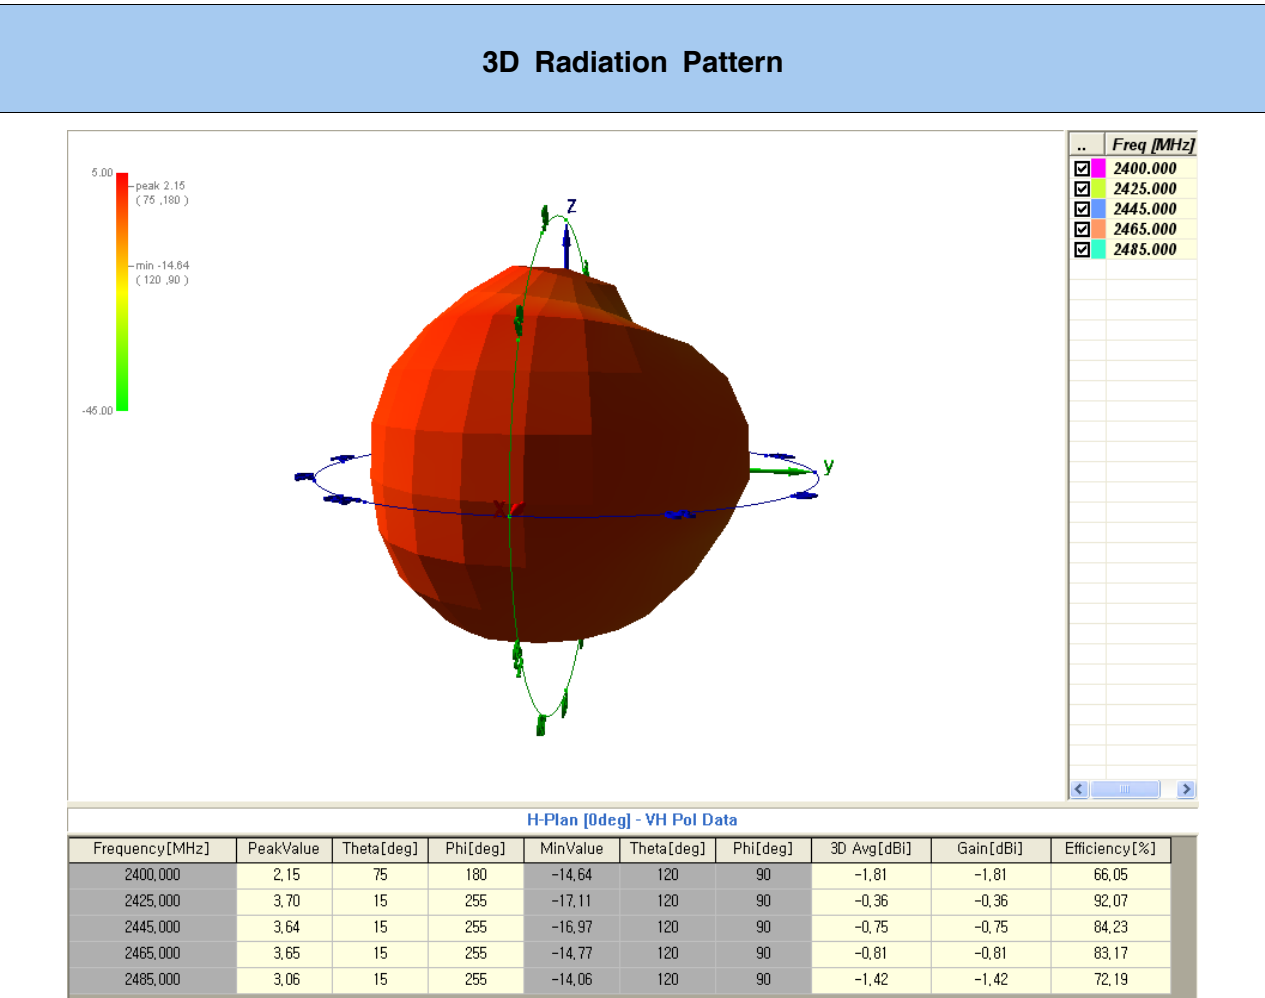 3D Radiation Pattern
5.00
peak 2.15
( 75 ,180 )
min -14.64
( 120 ,90 )
-45.00
Z
y
X
.. Freq [MHz]
2400.000
2425.000
2445.000
2465.000
2485.000
H-Plan [0deg] - VH Pol Data
Frequency[MHz] PeakValue Theta[deg] Phi[deg] MinValue Theta[deg] Phi[deg] 3D Avg[dBi] Gain[dBi] Efficiency[%]
2400,000 2,15 75 180 -14,64 120 90 -1,81 -1,81 66,05
2425,000 3,70 15 255 -17,11 120 90 -0,36 -0,36 92,07
2445,000 3,64 15 255 -16,97 120 90 -0,75 -0,75 84,23
2465,000 3,65 15 255 -14,77 120 90 -0,81 -0,81 83,17
2485,000 3,06 15 255 -14,06 120 90 -1,42 -1,42 72,19